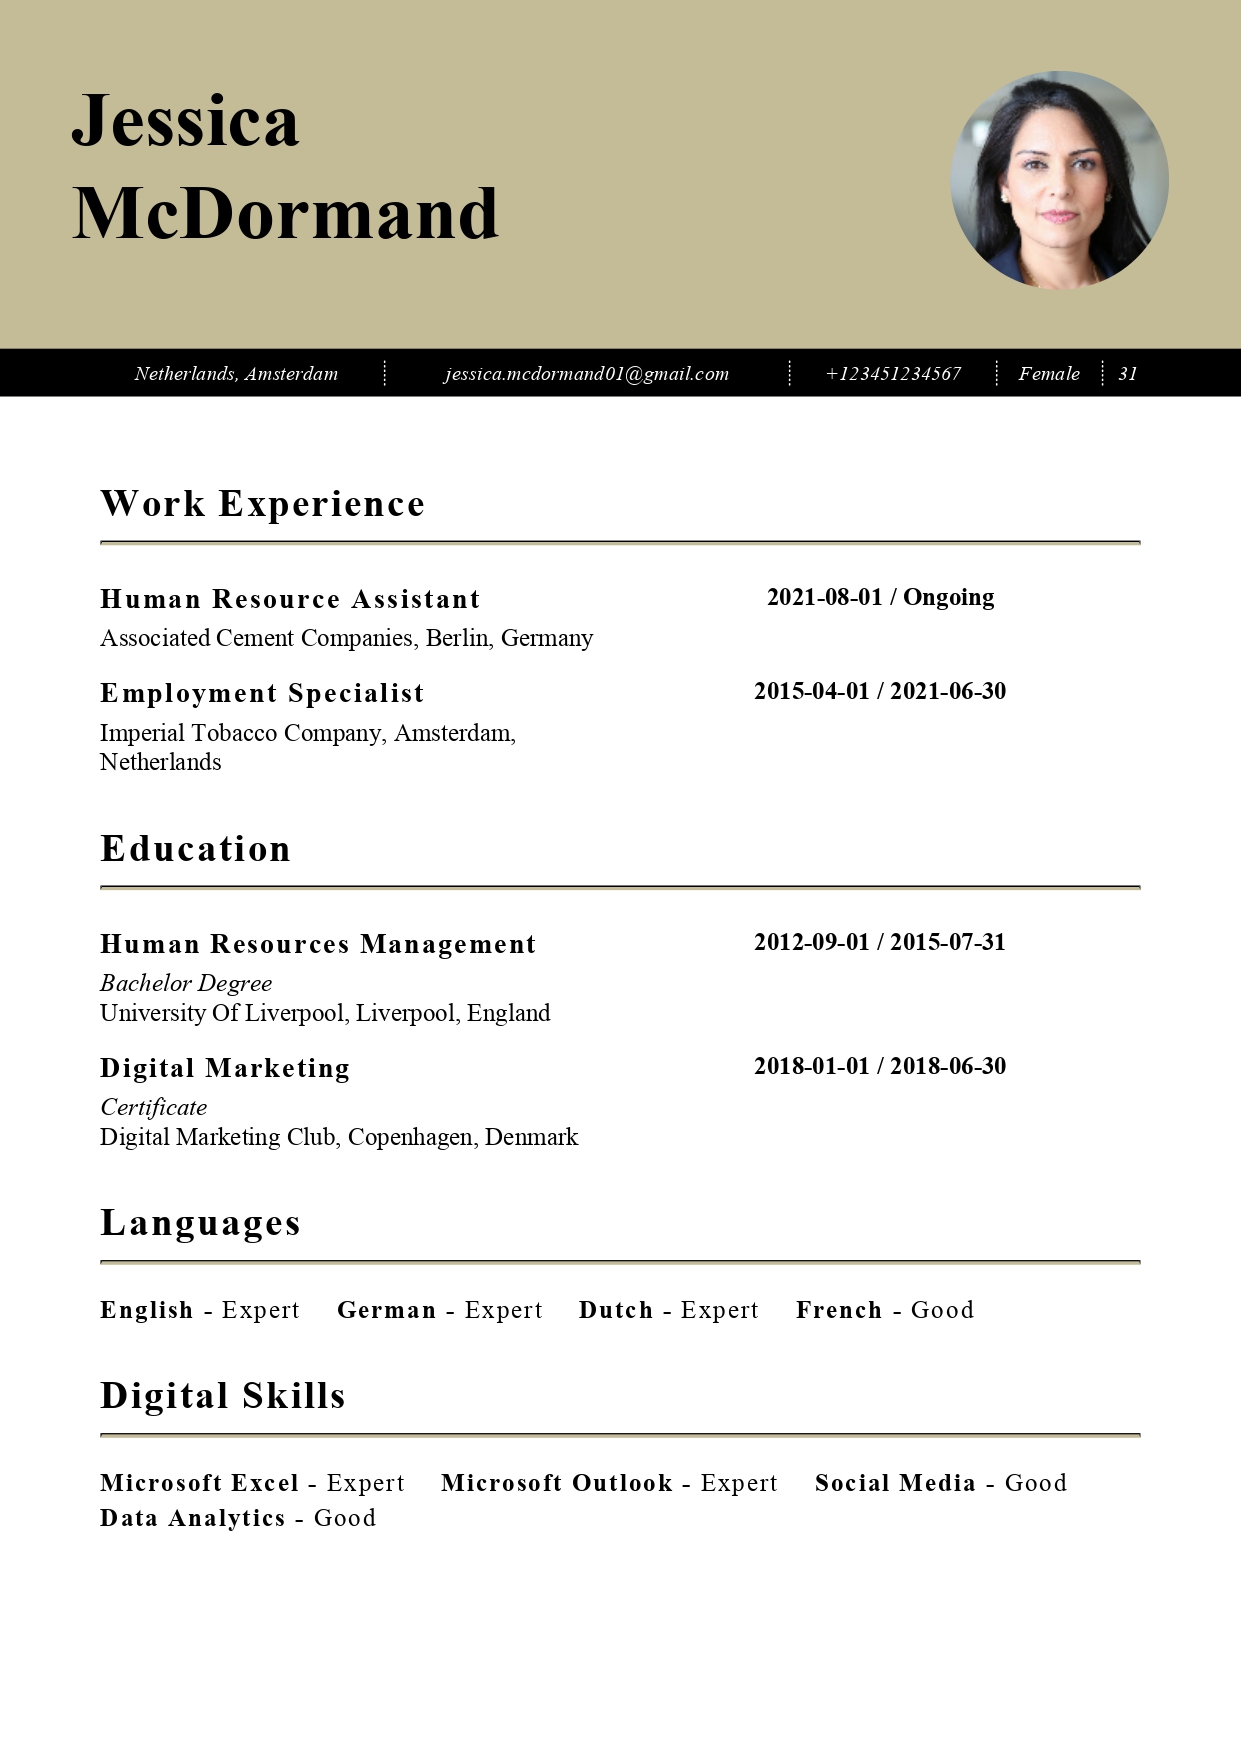 Jessica
McDormand
Netherlands, Amsterdam jessica.mcdormand01@gmail.com +123451234567 Female 31
Work Experience
Human Resource Assistant 2021-08-01 / Ongoing
Associated Cement Companies, Berlin, Germany
Employment Specialist 2015-04-01 / 2021-06-30
Imperial Tobacco Company, Amsterdam,
Netherlands
Education
Human Resources Management 2012-09-01 / 2015-07-31
Bachelor Degree
University Of Liverpool, Liverpool, England
Digital Marketing 2018-01-01 / 2018-06-30
Certificate
Digital Marketing Club, Copenhagen, Denmark
Languages
English - Expert German - Expert Dutch - Expert French - Good
Digital Skills
Microsoft Excel - Expert Microsoft Outlook - Expert Social Media - Good
Data Analytics - Good